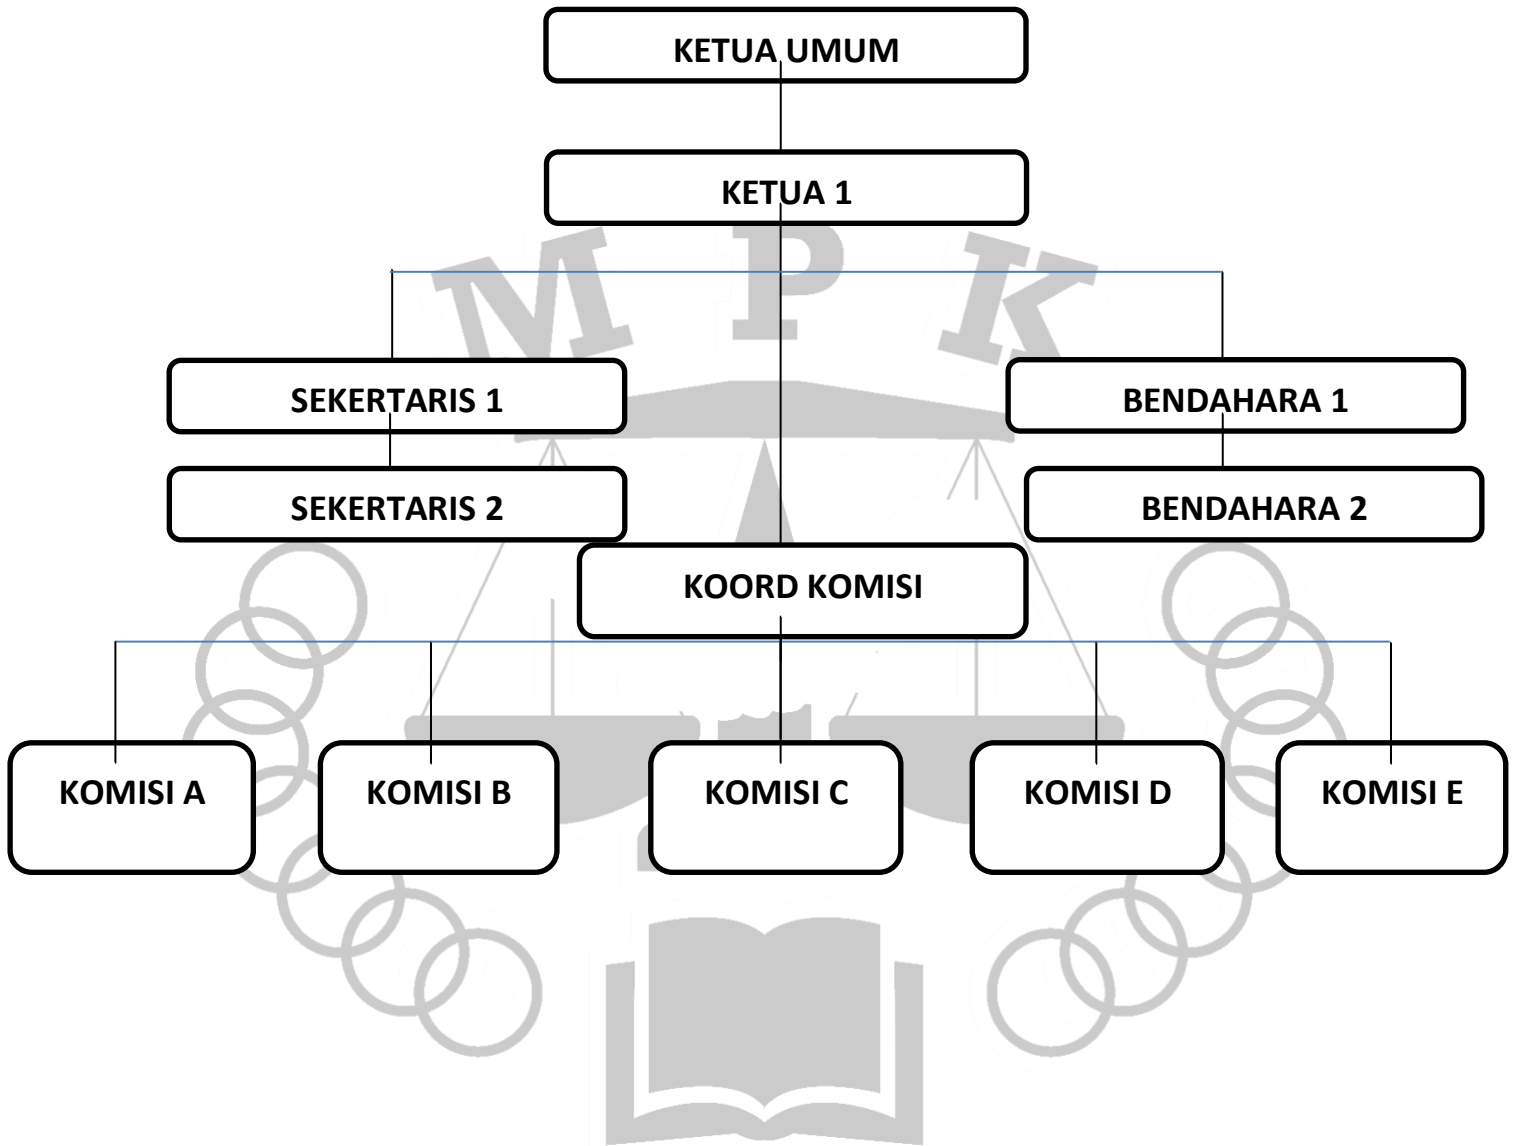 KETUA UMUM
KETUA 1
M P K
SEKERTARIS 1
BENDAHARA 1
SEKERTARIS 2
BENDAHARA 2
KOORD KOMISI
KOMISI A
KOMISI B
KOMISI C
KOMISI D
KOMISI E